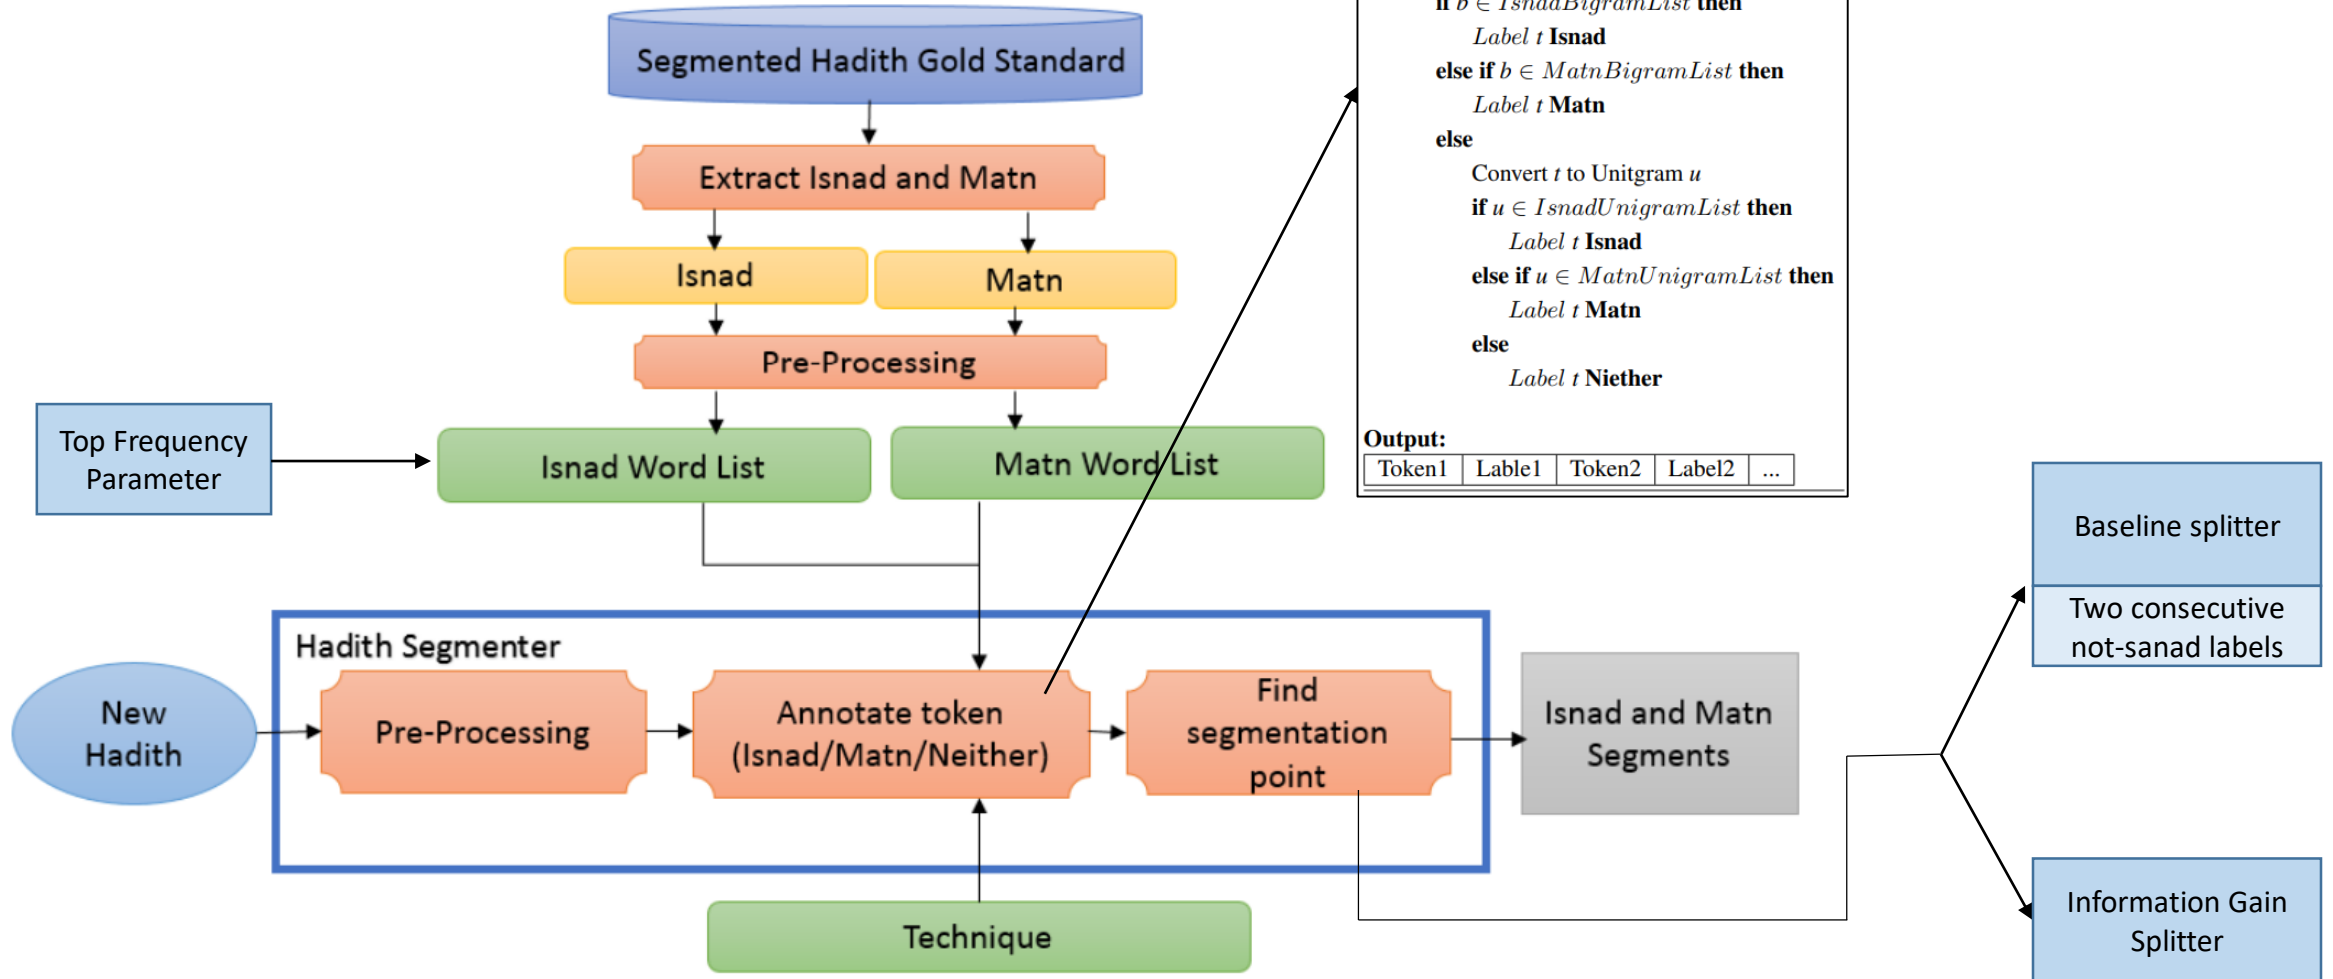 Segmented Hadith Gold Standard
Extract Isnad and Matn
Isnad
Matn
Pre-Processing
Top Frequency
Parameter
Isnad Word List
Matn Word List
if b ∈ IsnadBigramList then
Label t Isnad
else if b ∈ MatnBigramList then
Label t Matn
else
Convert t to Unitgram u
if u ∈ IsnadUnigramList then
Label t Isnad
else if u ∈ MatnUnigramList then
Label t Matn
else
Label t Niether
Output:
Token1 Lable1 Token2 Label2 ...
Hadith Segmenter
New
Hadith
Pre-Processing
Annotate token
(Isnad/Matn/Neither)
Find
segmentation
point
Isnad and Matn
Segments
Technique
Baseline splitter
Two consecutive
not-sanad labels
Information Gain
Splitter